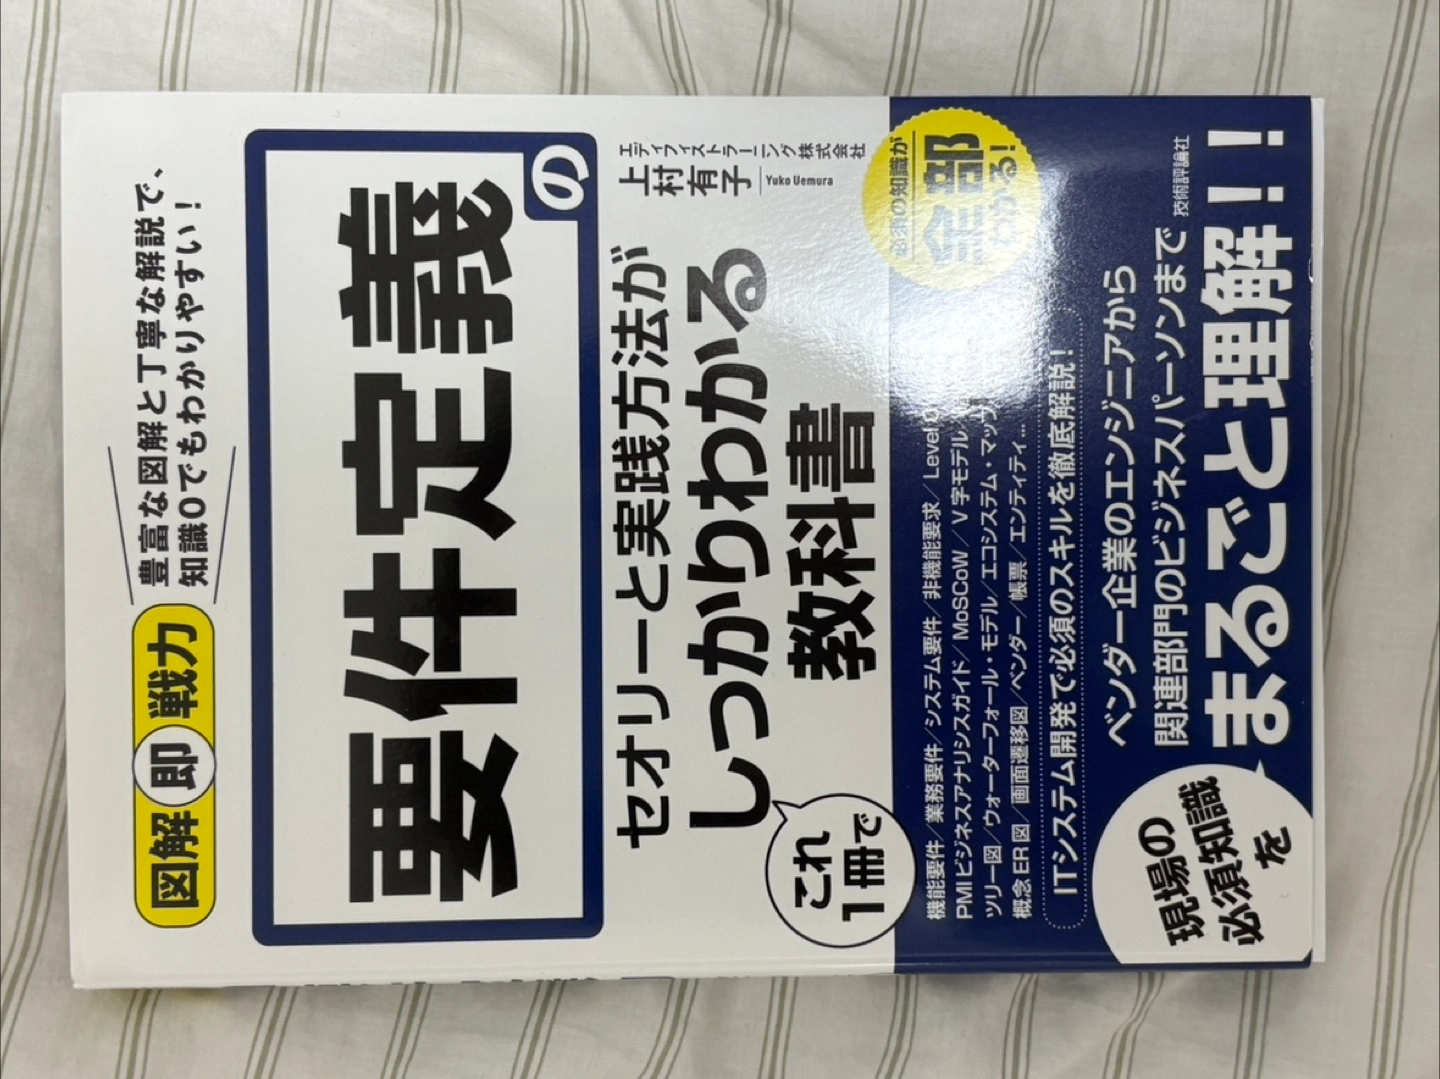 図解即戦力
豊富な図解と丁寧な解説で、
知識0でもわかりやすい！
要件定義の
セオリーと実践方法が
これ
1冊で
しっかりわかる
教科書
エディフィストラーニング株式会社
上村有子
Yuko Uemura
必須の知識が
全部
わかる！
機能要件／業務要件／システム要件／非機能要求／Level
PMIビジネスアナリシスガイド／MoSCoW／V字モデル／
ツリー図／ウォーターフォール・モデル／エコシステム・マップ
概念ER図／画面遷移図／ベンダー／帳票／エンティティ…
ITシステム開発で必須のスキルを徹底解説！
ベンダー企業のエンジニアから
関連部門のビジネスパーソンまで
技術評論社
現場の
必須知識
を
まるごと理解！！